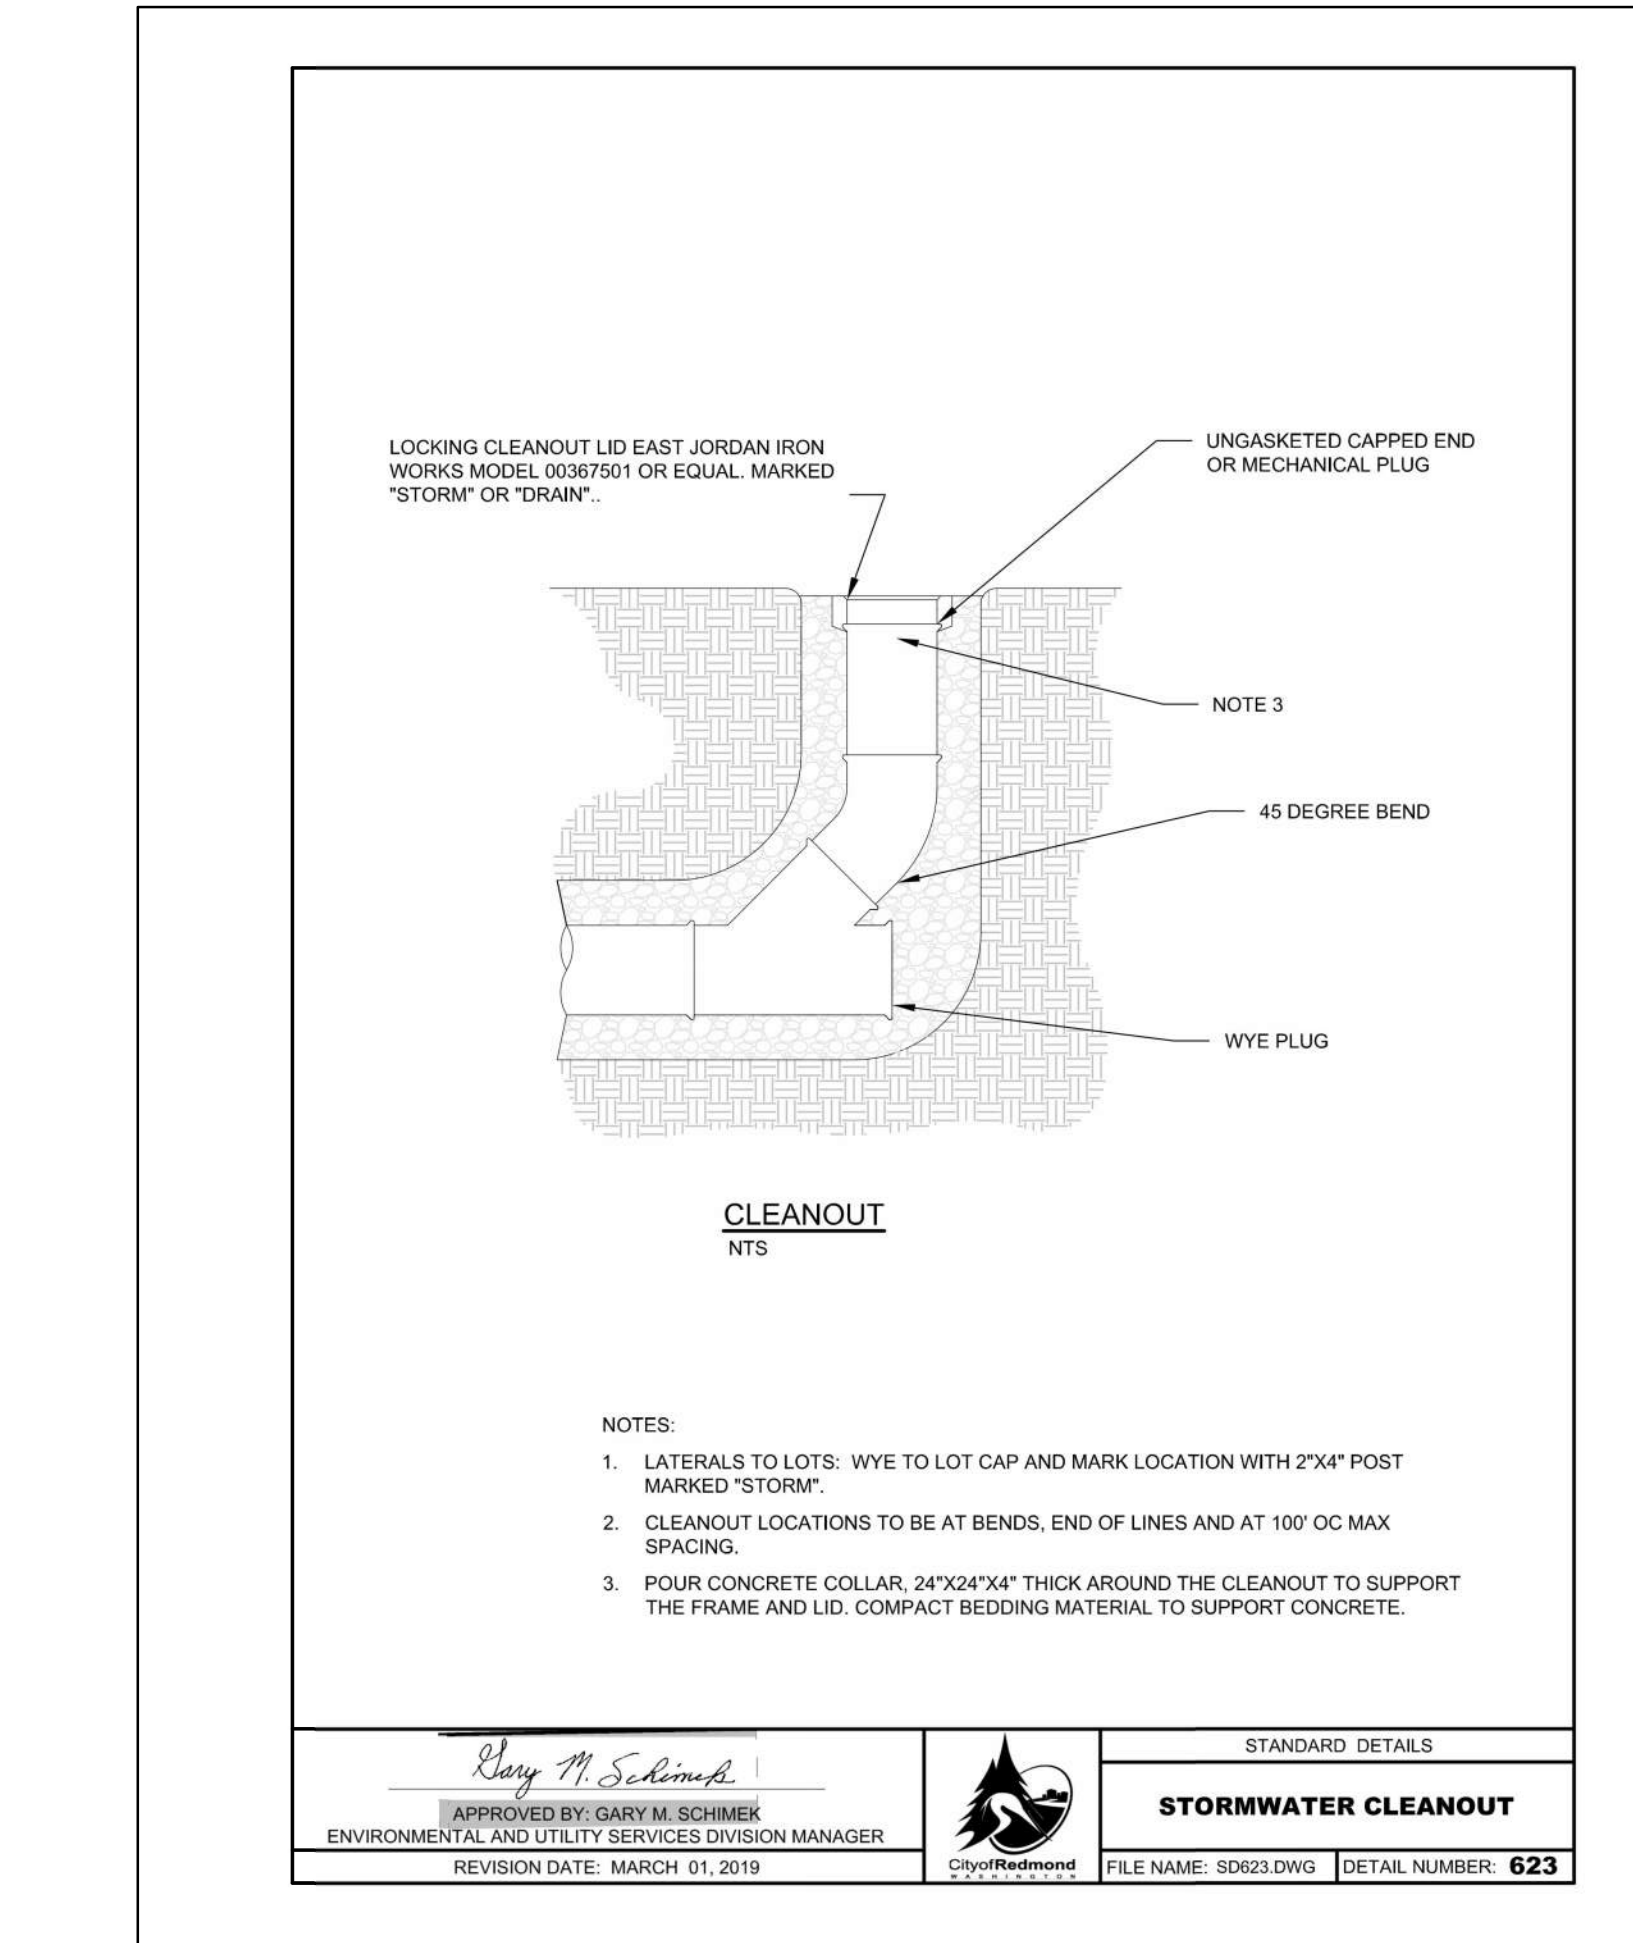 LOCKING CLEANOUT LID EAST JORDAN IRON
WORKS MODEL 00367501 OR EQUAL. MARKED
"STORM" OR "DRAIN"..
UNGASKETED CAPPED END
OR MECHANICAL PLUG
NOTE 3
45 DEGREE BEND
WYE PLUG
CLEANOUT
NTS
NOTES:
1. LATERALS TO LOTS: WYE TO LOT CAP AND MARK LOCATION WITH 2"X4" POST
MARKED "STORM".
2. CLEANOUT LOCATIONS TO BE AT BENDS, END OF LINES AND AT 100' OC MAX
SPACING.
3. POUR CONCRETE COLLAR, 24"X24"X4" THICK AROUND THE CLEANOUT TO SUPPORT
THE FRAME AND LID. COMPACT BEDDING MATERIAL TO SUPPORT CONCRETE.
Gary M. Schimek
APPROVED BY: GARY M. SCHIMEK
ENVIRONMENTAL AND UTILITY SERVICES DIVISION MANAGER
REVISION DATE: MARCH 01, 2019
CityofRedmond
WASHINGTON
STANDARD DETAILS
STORMWATER CLEANOUT
FILE NAME: SD623.DWG
DETAIL NUMBER: 623